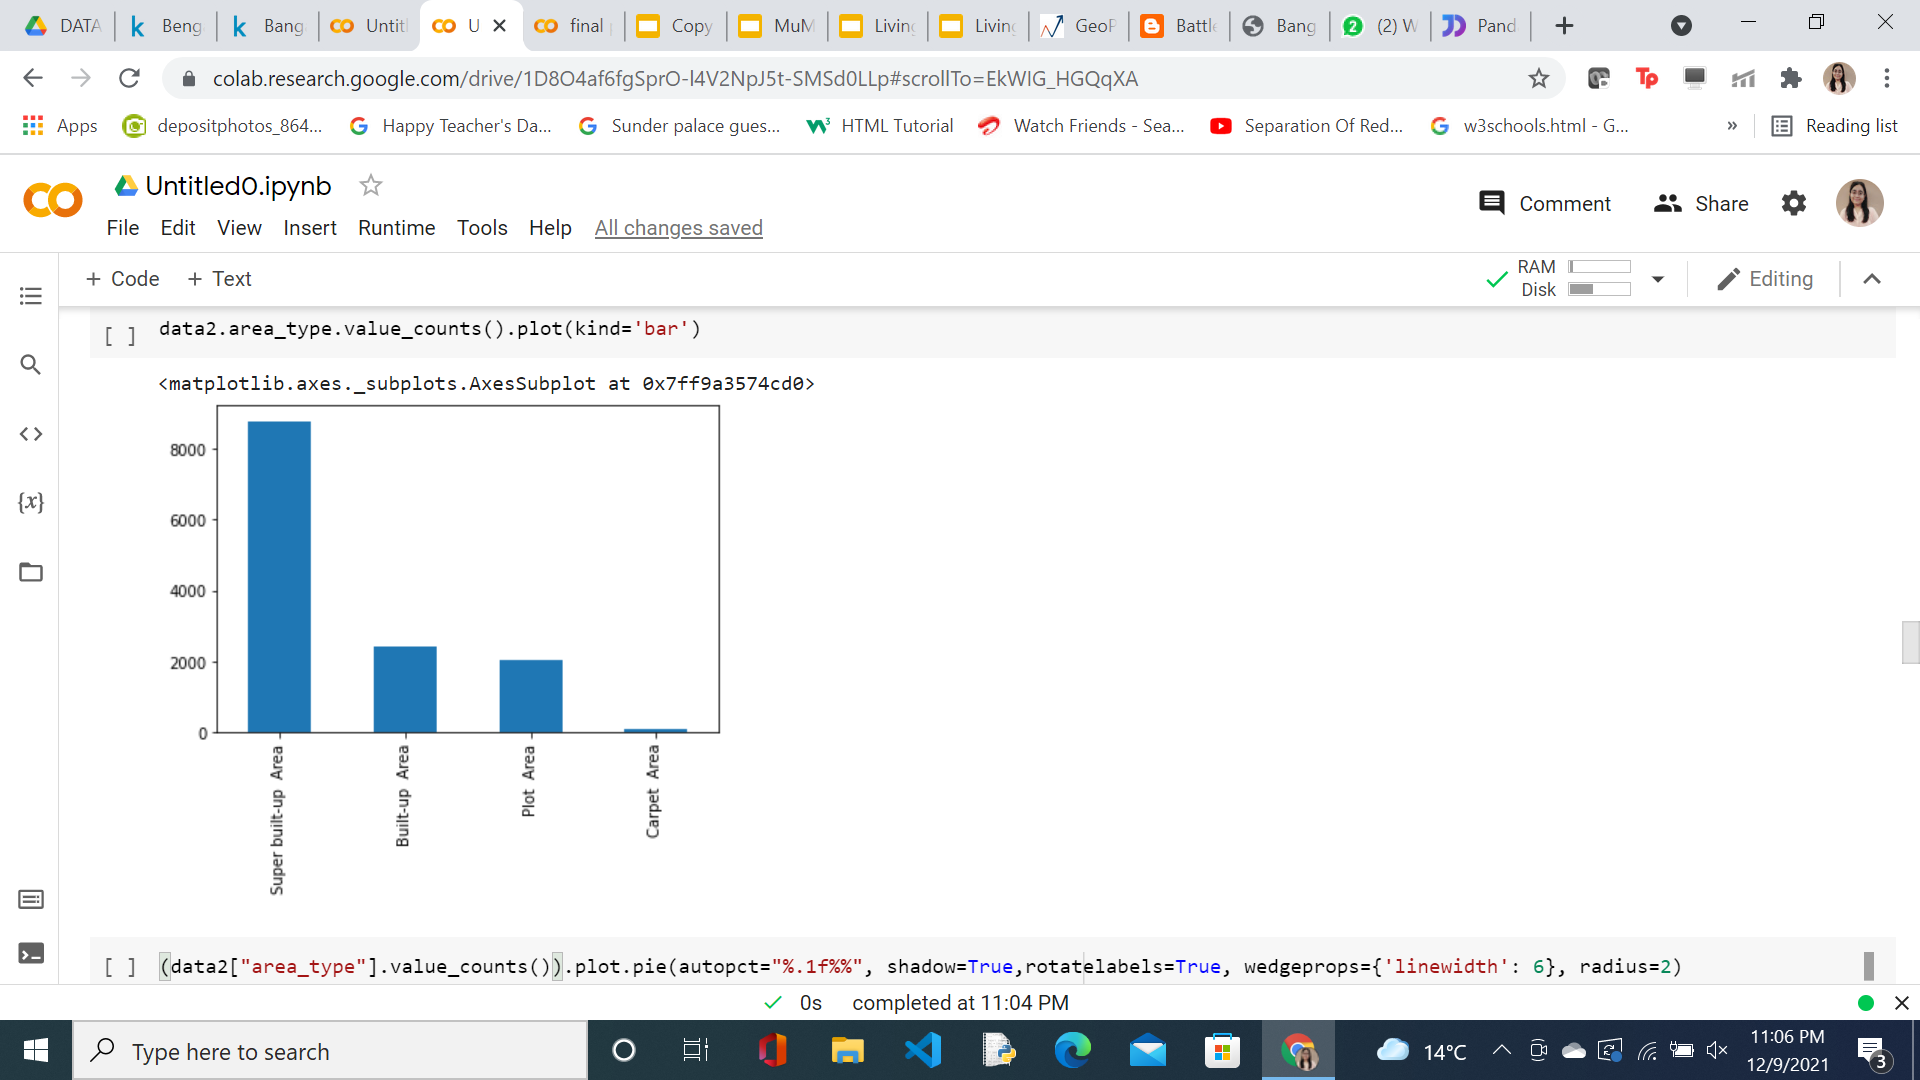 DATA
Beng
Bang
Untitl
U
final
Copy
MuM
Living
Living
GeoP
Battle
Bang
(2) W
Pand
colab.research.google.com/drive/1D8O4af6fgSprO-l4V2NpJ5t-SMSd0LLp#scrollTo=EkWIG_HGQqXA
Apps
depositphotos_864...
Happy Teacher's Da...
Sunder palace gues...
HTML Tutorial
Watch Friends - Sea...
Separation Of Red...
w3schools.html - G...
»
Reading list
Untitled0.ipynb
Comment
Share
File Edit View Insert Runtime Tools Help All changes saved
+ Code + Text
RAM
Disk
Editing
[ ] data2.area_type.value_counts().plot(kind='bar')
<matplotlib.axes._subplots.AxesSubplot at 0x7ff9a3574cd0>
8000
6000
4000
2000
0
Super built-up Area
Built-up Area
Plot Area
Carpet Area
[ ] (data2["area_type"].value_counts()).plot.pie(autopct="%.1f%%", shadow=True,rotatelabels=True, wedgeprops={'linewidth': 6}, radius=2)
0s completed at 11:04 PM
Type here to search
14°C
11:06 PM
12/9/2021
3